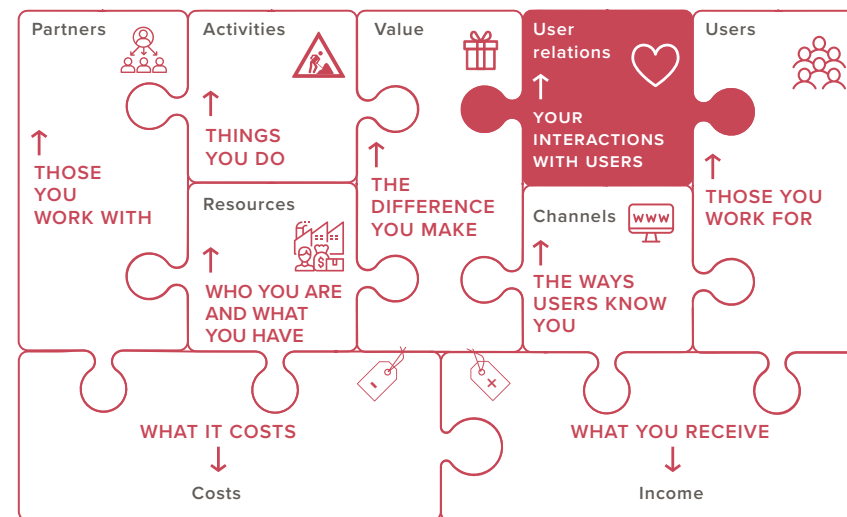 Partners
↑
THOSE
YOU
WORK WITH
Activities
↑
THINGS
YOU DO
Resources
$
↑
WHO YOU ARE
AND WHAT
YOU HAVE
Value
↑
THE
DIFFERENCE
YOU MAKE
User
relations
↑
YOUR
INTERACTIONS
WITH USERS
Channels
www
↑
THE WAYS
USERS KNOW
YOU
Users
↑
THOSE YOU
WORK FOR
-
WHAT IT COSTS
↓
Costs
+
WHAT YOU RECEIVE
↓
Income